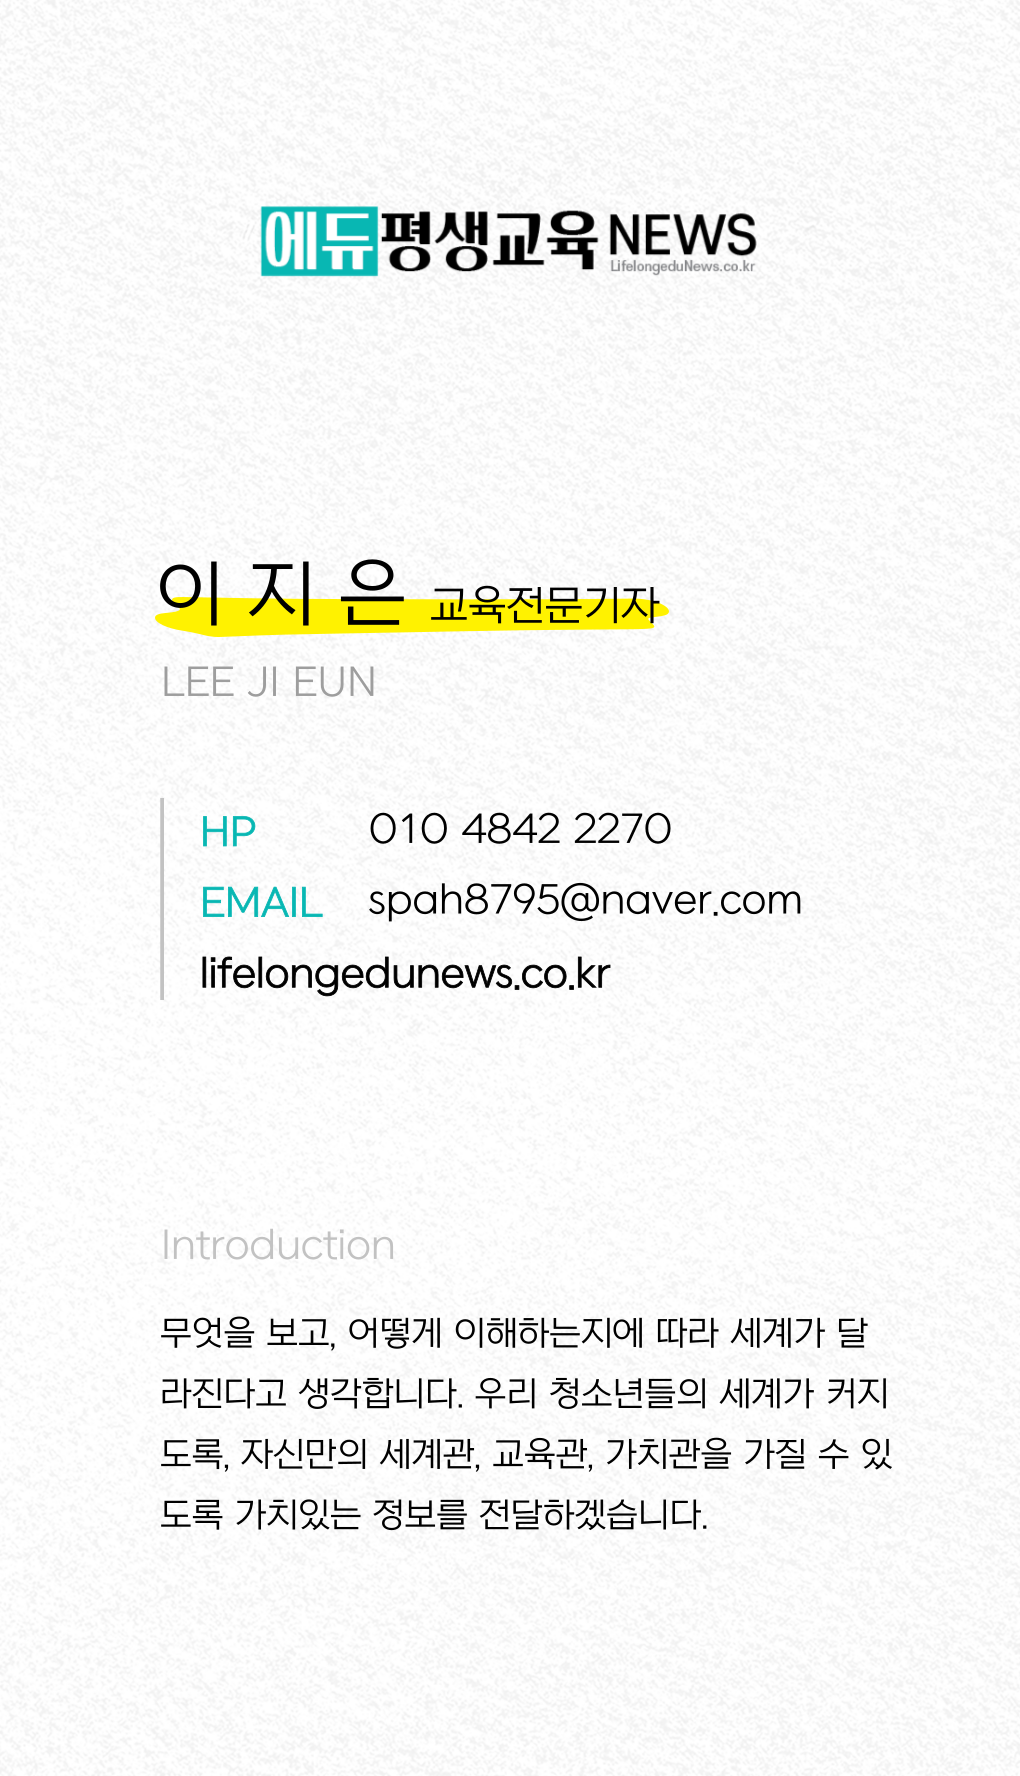 에듀평생교육 NEWS
LifelongeduNews.co.kr
이지은 교육전문기자
LEE JI EUN
HP 010 4842 2270
EMAIL spah8795@naver.com
lifelongedunews.co.kr
Introduction
무엇을 보고, 어떻게 이해하는지에 따라 세계가 달
라진다고 생각합니다. 우리 청소년들의 세계가 커지
도록, 자신만의 세계관, 교육관, 가치관을 가질 수 있
도록 가치있는 정보를 전달하겠습니다.